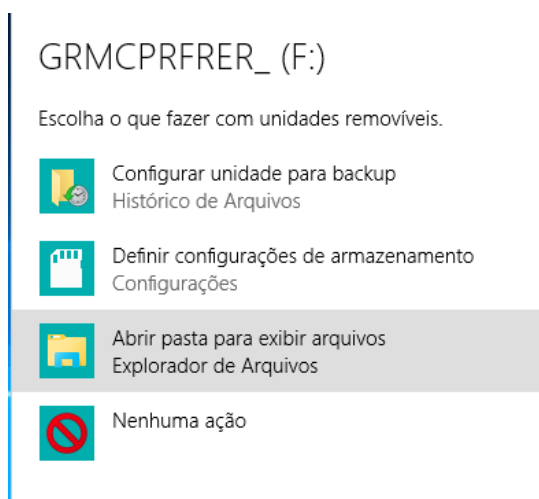 GRMCPRFRER_ (F:)
Escolha o que fazer com unidades removíveis.
Configurar unidade para backup
Histórico de Arquivos
Definir configurações de armazenamento
Configurações
Abrir pasta para exibir arquivos
Explorador de Arquivos
Nenhuma ação